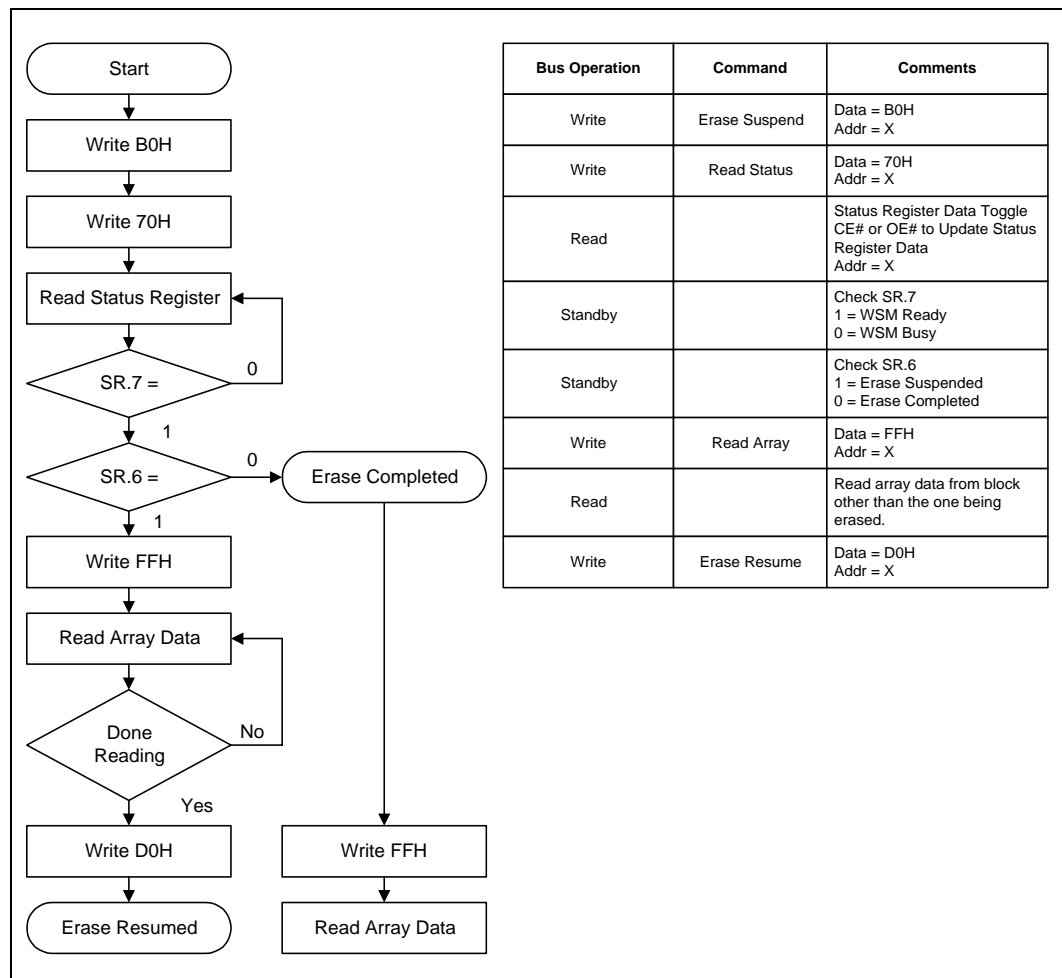 Start
Write B0H
Write 70H
Read Status Register
SR.7 =
0
1
SR.6 =
0
Erase Completed
1
Write FFH
Read Array Data
Done
Reading
No
Yes
Write D0H
Write FFH
Erase Resumed
Read Array Data
Bus Operation
Command
Comments
Write
Erase Suspend
Data = B0H
Addr = X
Write
Read Status
Data = 70H
Addr = X
Read
Status Register Data Toggle
CE# or OE# to Update Status
Register Data
Addr = X
Standby
Check SR.7
1 = WSM Ready
0 = WSM Busy
Standby
Check SR.6
1 = Erase Suspended
0 = Erase Completed
Write
Read Array
Data = FFH
Addr = X
Read
Read array data from block
other than the one being
erased.
Write
Erase Resume
Data = D0H
Addr = X